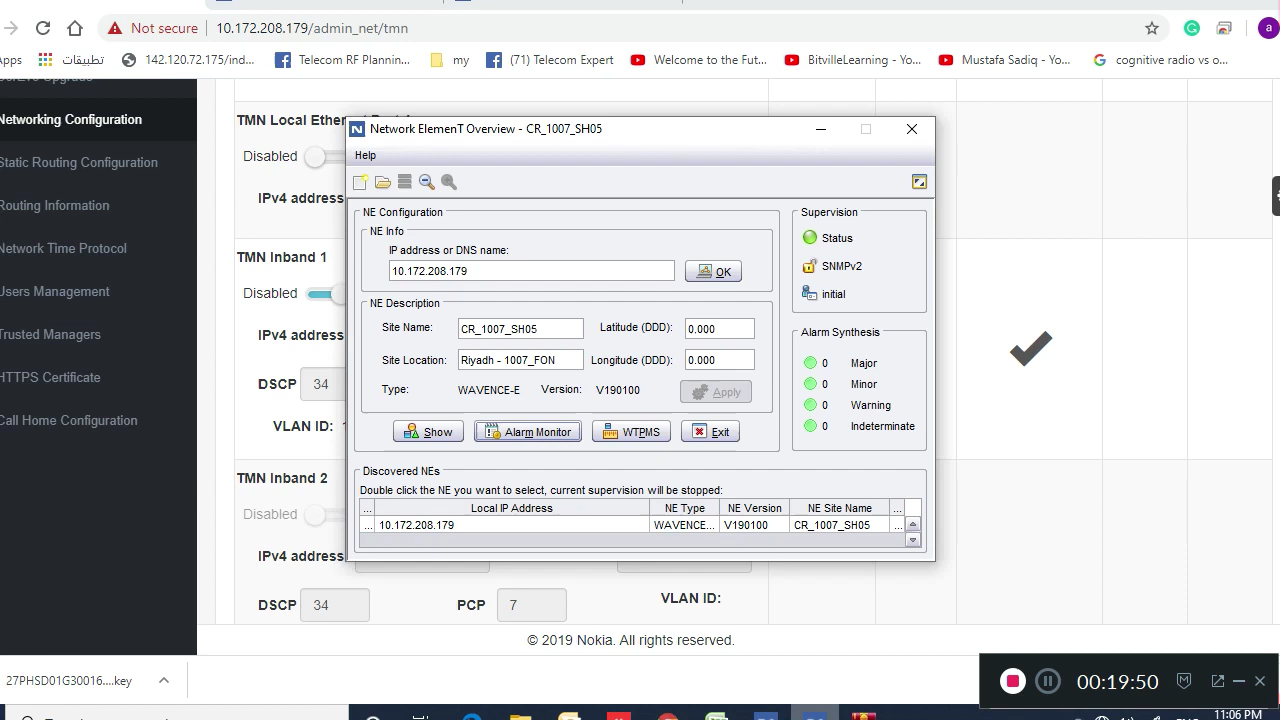 Not secure
10.172.208.179/admin_net/tmn
a
Apps
تطبيقات
142.120.72.175/ind...
Telecom RF Plannin...
my
(71) Telecom Expert
Welcome to the Fut...
BitvilleLearning - Yo...
Mustafa Sadiq - Yo...
cognitive radio vs o...
Networking Configuration
Static Routing Configuration
Routing Information
Network Time Protocol
Users Management
Trusted Managers
HTTPS Certificate
Call Home Configuration
TMN Local Ethernet
Disabled
IPv4 address
TMN Inband 1
Disabled
IPv4 address
DSCP
34
VLAN ID:
TMN Inband 2
Disabled
IPv4 address
DSCP
34
PCP
7
VLAN ID:
Network ElemenT Overview - CR_1007_SH05
Help
NE Configuration
NE Info
IP address or DNS name:
10.172.208.179
OK
NE Description
Site Name:
CR_1007_SH05
Latitude (DDD):
0.000
Site Location:
Riyadh - 1007_FON
Longitude (DDD):
0.000
Type:
WAVENCE-E
Version:
V190100
Apply
Show
Alarm Monitor
WTPMS
Exit
Supervision
Status
SNMPv2
initial
Alarm Synthesis
0 Major
0 Minor
0 Warning
0 Indeterminate
Discovered NEs
Double click the NE you want to select, current supervision will be stopped:
... Local IP Address NE Type NE Version NE Site Name ...
... 10.172.208.179 WAVENCE... V190100 CR_1007_SH05 ...
© 2019 Nokia. All rights reserved.
27PHSD01G30016....key
00:19:50
11:06 PM